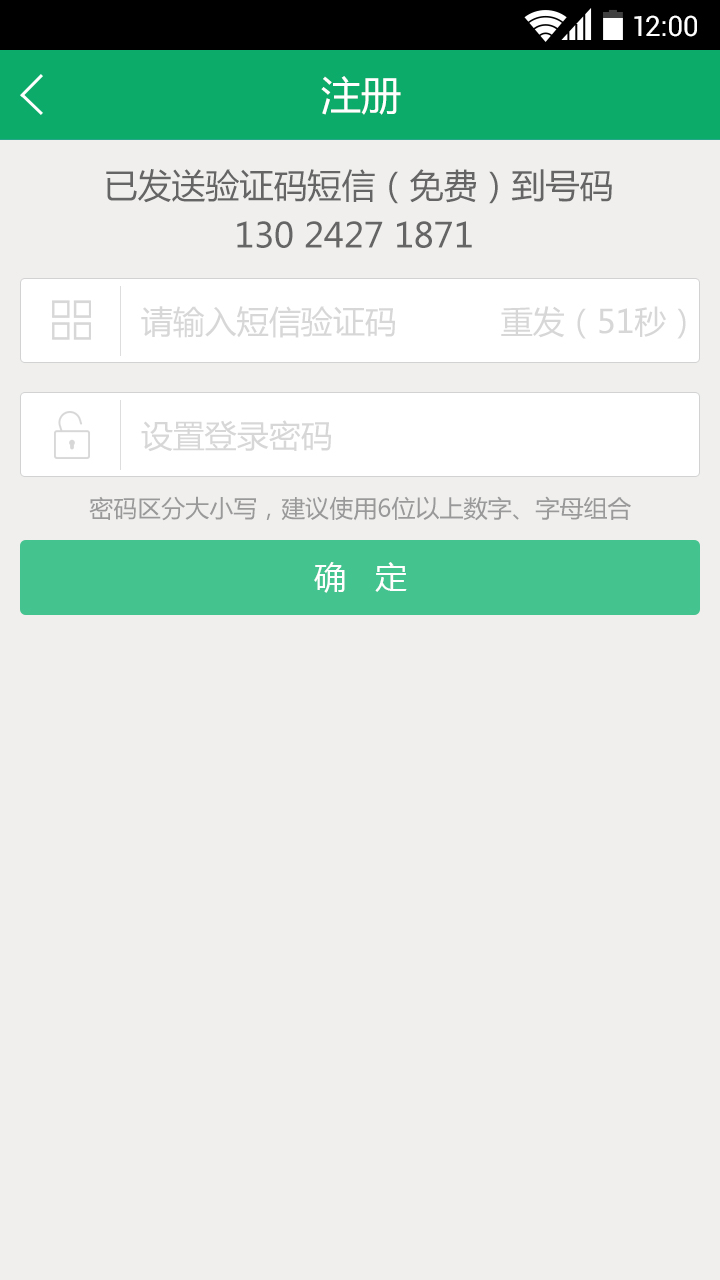 12:00
注册
已发送验证码短信（免费）到号码
130 2427 1871
请输入短信验证码 重发（51秒）
设置登录密码
密码区分大小写，建议使用6位以上数字、字母组合
确 定